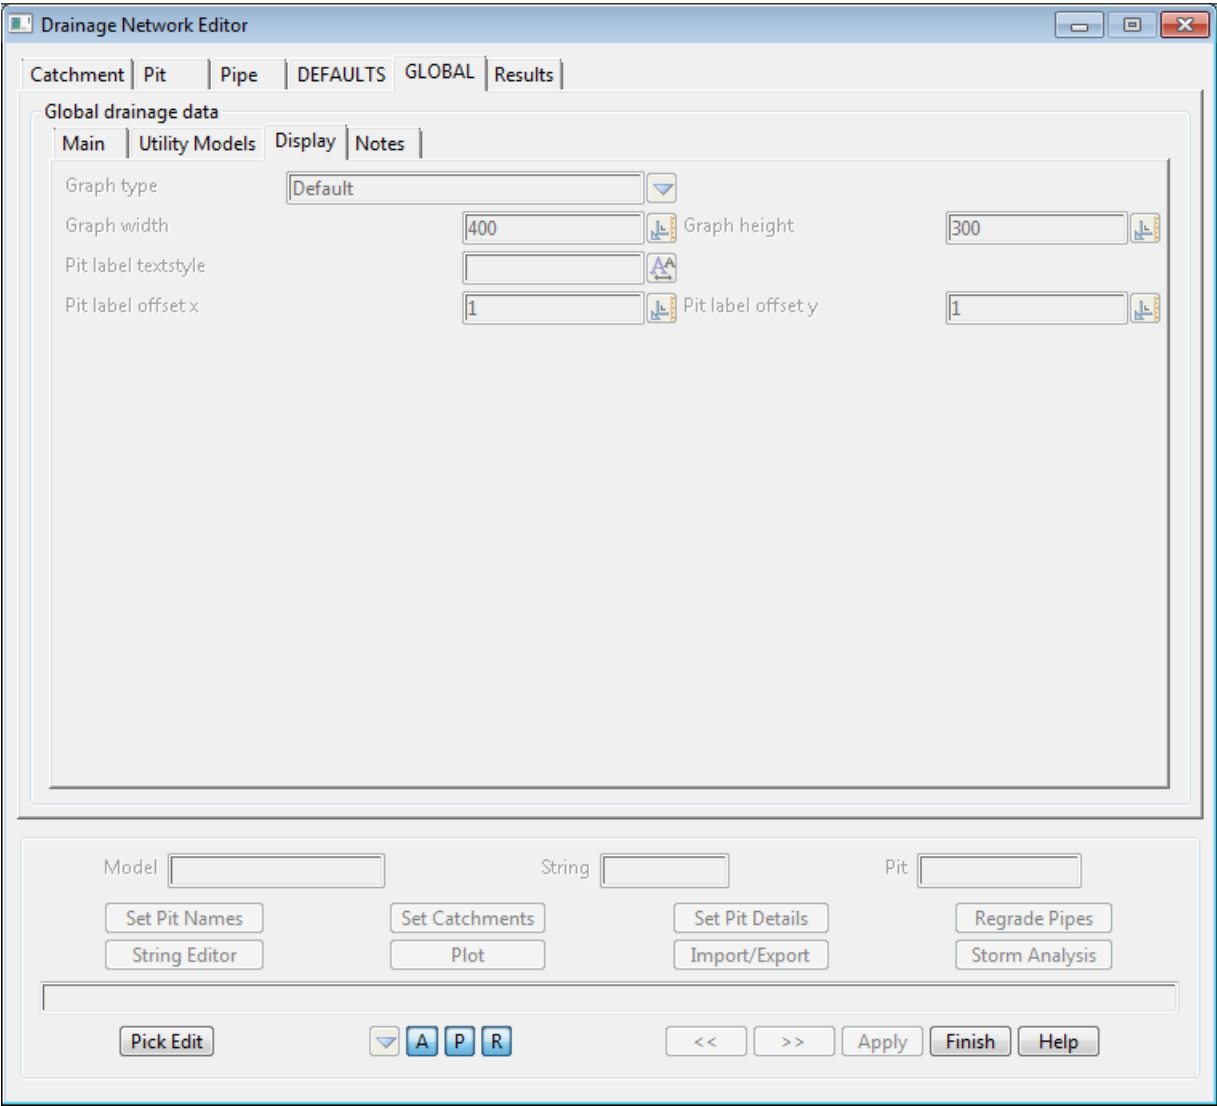 Drainage Network Editor
Catchment Pit Pipe DEFAULTS GLOBAL Results
Global drainage data
Main Utility Models Display Notes
Graph type Default
Graph width 400 Graph height 300
Pit label textstyle
Pit label offset x 1 Pit label offset y 1
Model String Pit
Set Pit Names Set Catchments Set Pit Details Regrade Pipes
String Editor Plot Import/Export Storm Analysis
Pick Edit A P R << >> Apply Finish Help